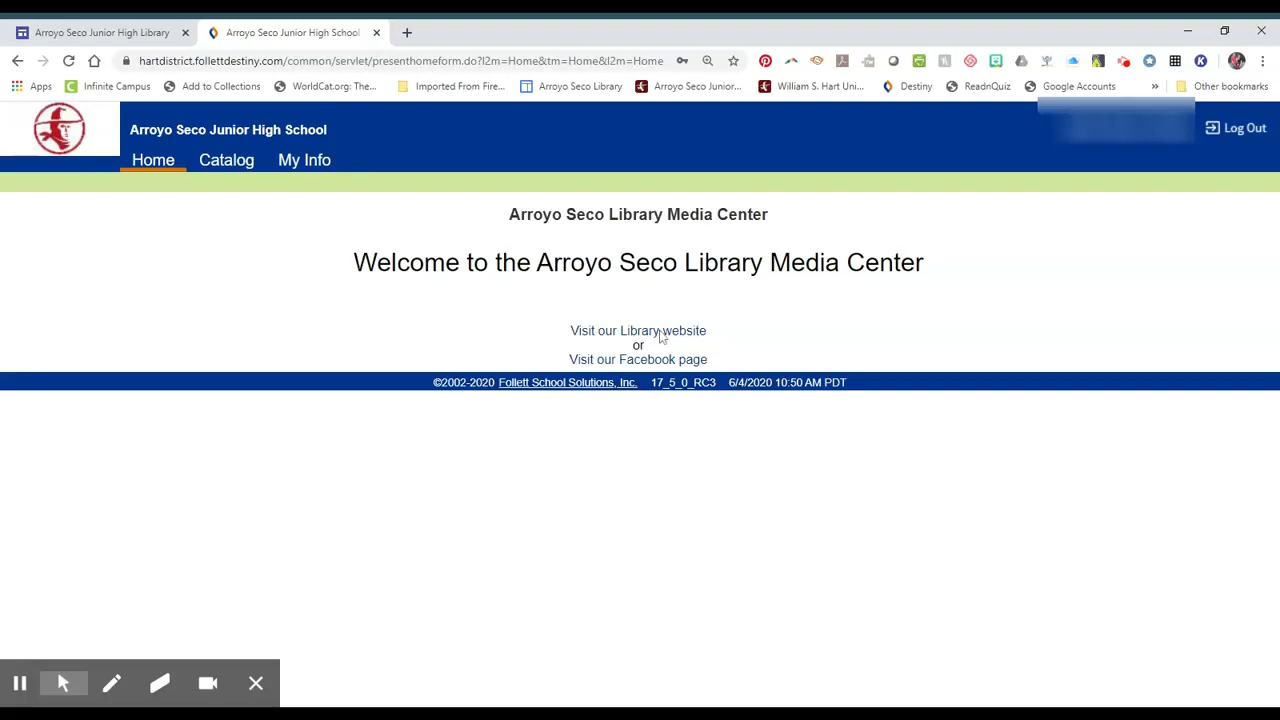 Arroyo Seco Junior High Library
Arroyo Seco Junior High School
hartdistrict.follettdestiny.com/common/servlet/presenthomeform.do?l2m=Home&tm=Home&l2m=Home
Apps
Infinite Campus
Add to Collections
WorldCat.org: The...
Imported From Fire...
Arroyo Seco Library
Arroyo Seco Junior...
William S. Hart Uni...
Destiny
ReadnQuiz
Google Accounts
»
Other bookmarks
Arroyo Seco Junior High School
Log Out
Home Catalog My Info
Arroyo Seco Library Media Center
Welcome to the Arroyo Seco Library Media Center
Visit our Library website
or
Visit our Facebook page
©2002-2020 Follett School Solutions, Inc. 17_5_0_RC3 6/4/2020 10:50 AM PDT